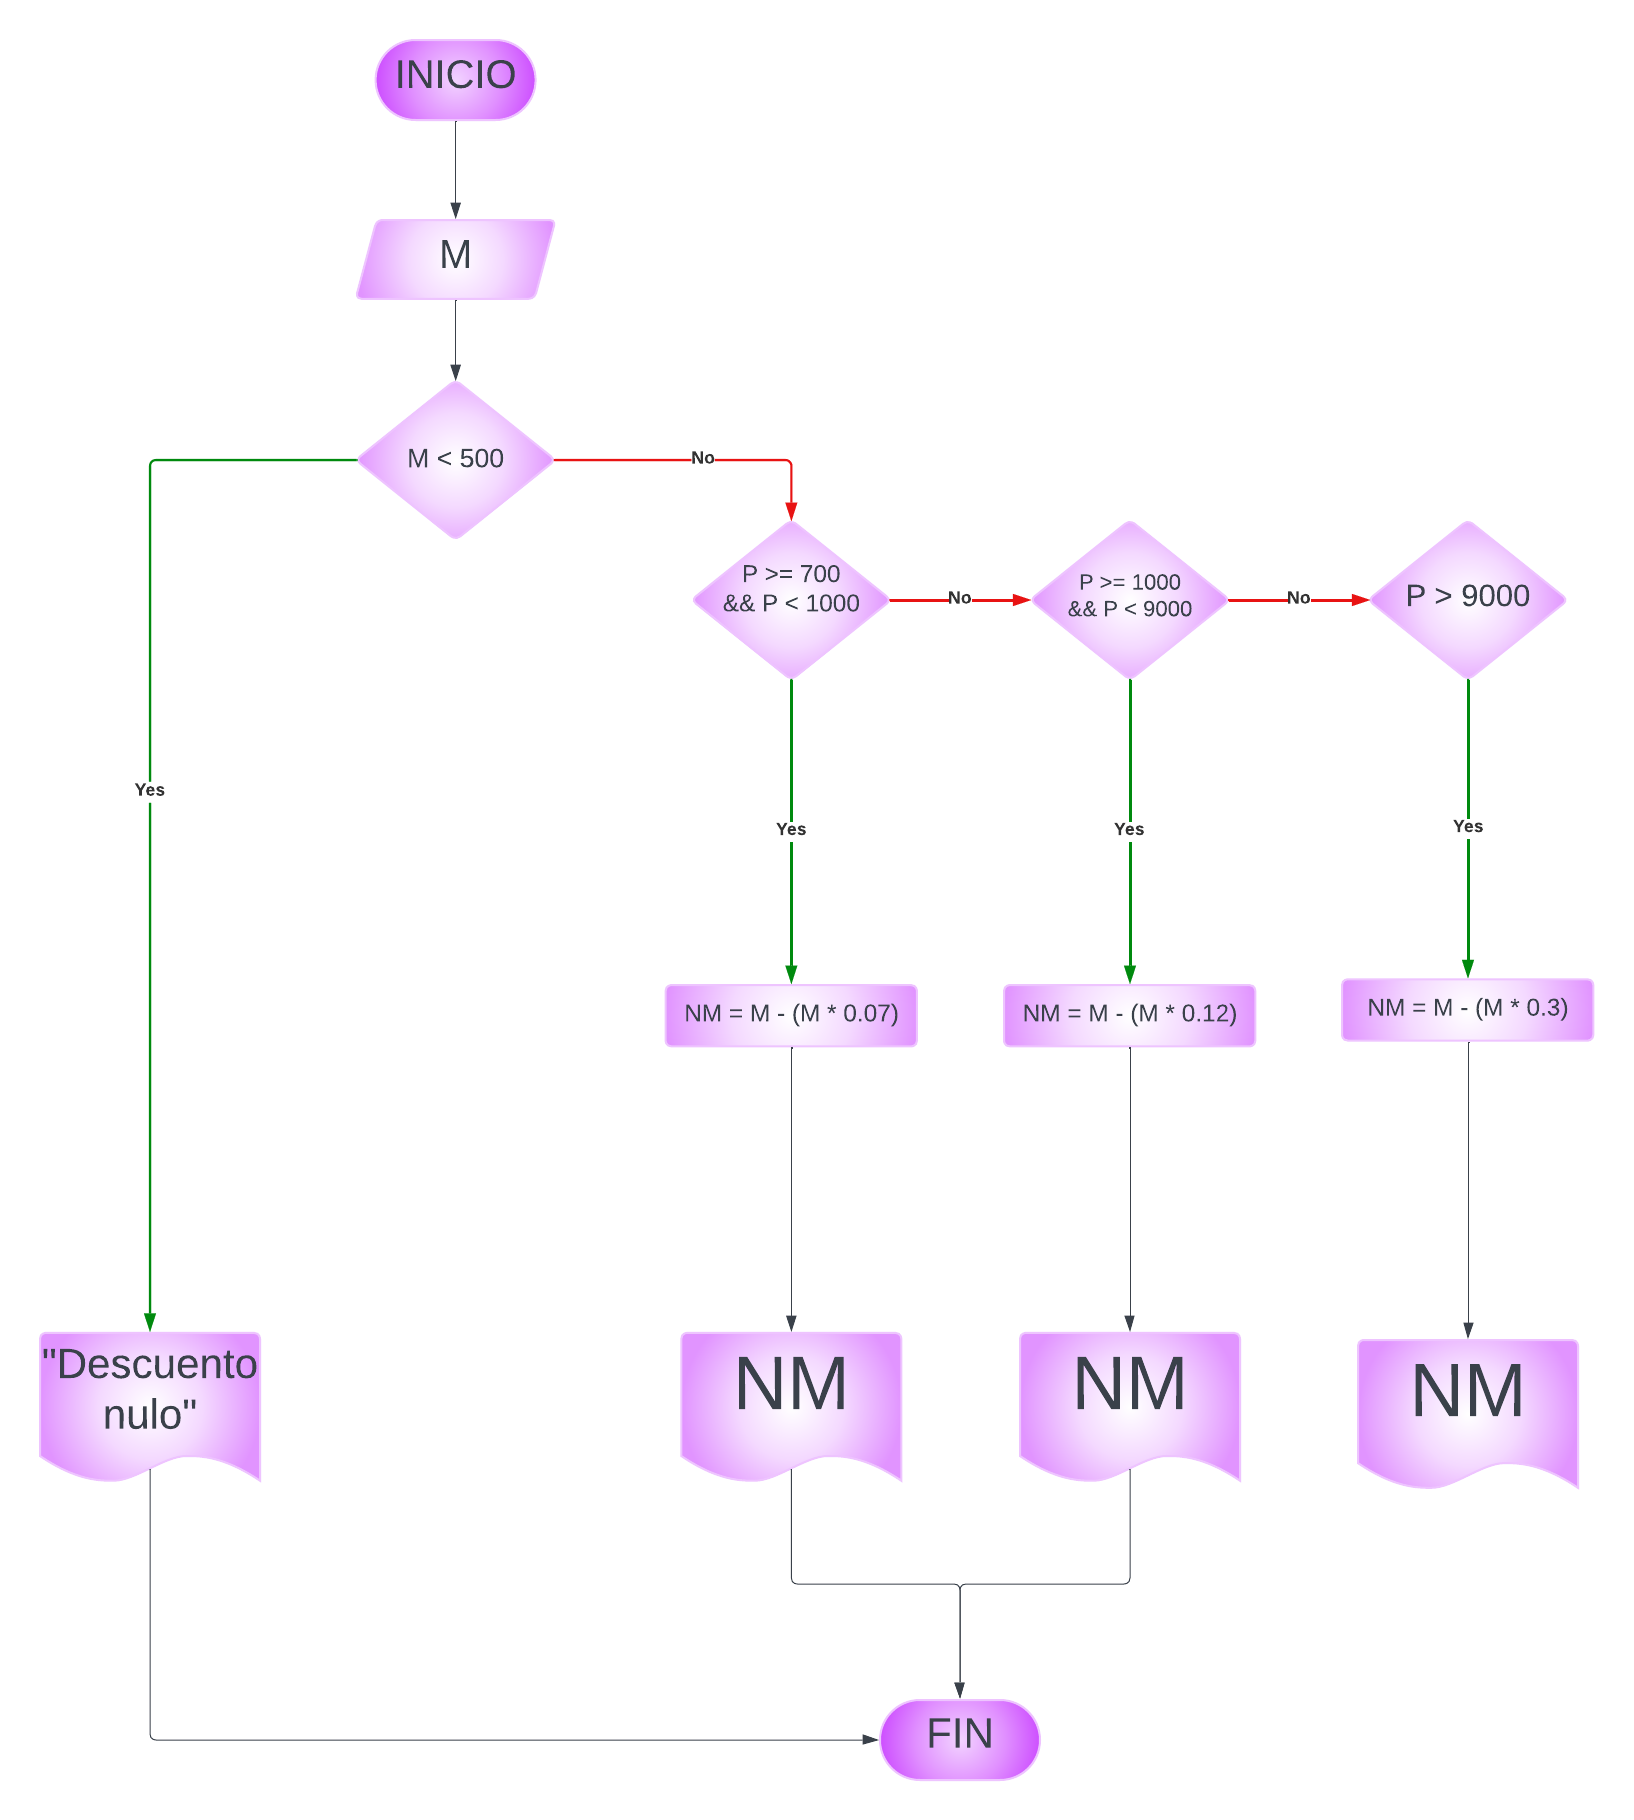 INICIO
M
M < 500
No
P >= 700
&& P < 1000
No
P >= 1000
&& P < 9000
No
P > 9000
Yes
Yes
Yes
Yes
NM = M - (M * 0.07)
NM = M - (M * 0.12)
NM = M - (M * 0.3)
"Descuento
nulo"
NM
NM
NM
FIN